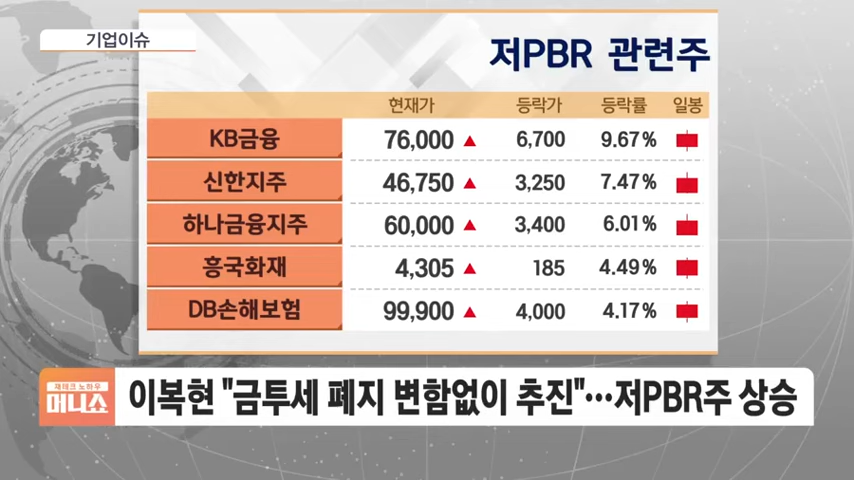 기업이슈
저PBR 관련주
현재가 등락가 등락률 일봉
KB금융 76,000 ▲ 6,700 9.67%
신한지주 46,750 ▲ 3,250 7.47%
하나금융지주 60,000 ▲ 3,400 6.01%
흥국화재 4,305 ▲ 185 4.49%
DB손해보험 99,900 ▲ 4,000 4.17%
재테크 노하우
머니쇼
이복현 "금투세 폐지 변함없이 추진"…저PBR주 상승